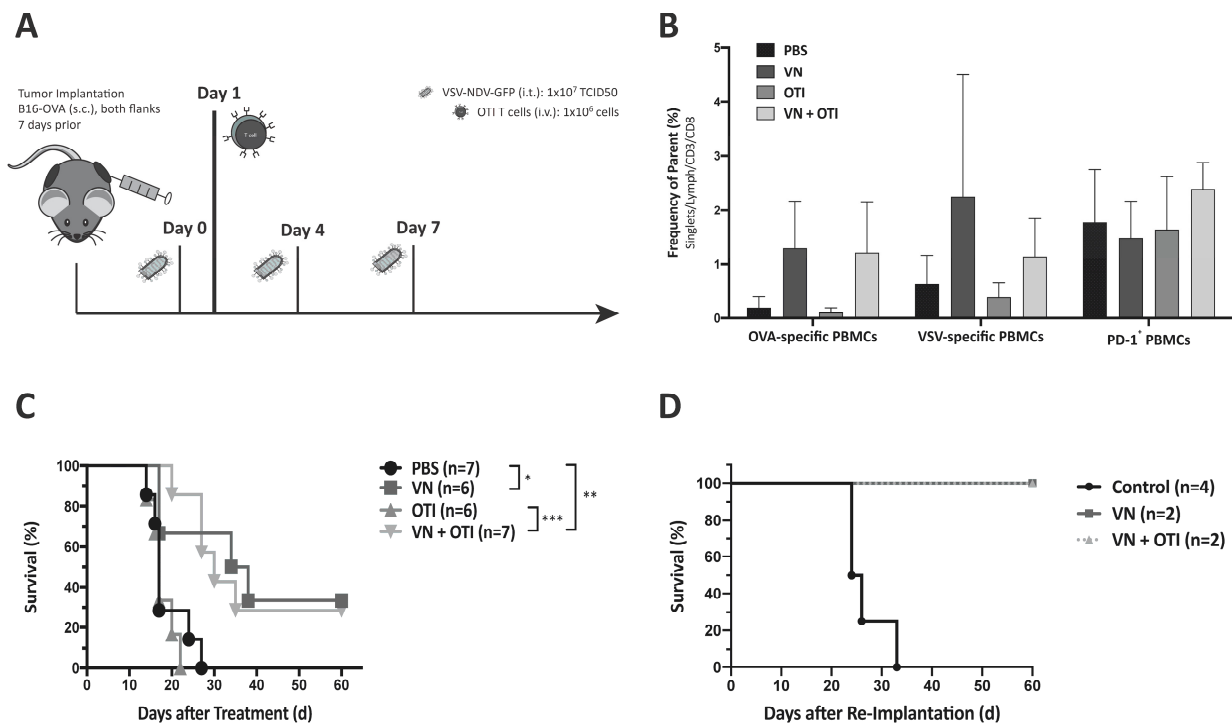 A
Tumor Implantation
B16-OVA (s.c.), both flanks
7 days prior
Day 1
VSV-NDV-GFP (i.t.): 1x10⁷ TCID50
OTI T cells (i.v.): 1x10⁶ cells
T cell
Day 0
Day 4
Day 7
B
Frequency of Parent (%)
Singlets/Lymph/CD3/CD8
5
4
3
2
1
0
PBS
VN
OTI
VN + OTI
OVA-specific PBMCs
VSV-specific PBMCs
PD-1⁺ PBMCs
C
Survival (%)
100
80
60
40
20
0
0 10 20 30 40 50 60
Days after Treatment (d)
PBS (n=7)
VN (n=6)
OTI (n=6)
VN + OTI (n=7)
*
***
**
D
Survival (%)
100
80
60
40
20
0
0 10 20 30 40 50 60
Days after Re-Implantation (d)
Control (n=4)
VN (n=2)
VN + OTI (n=2)